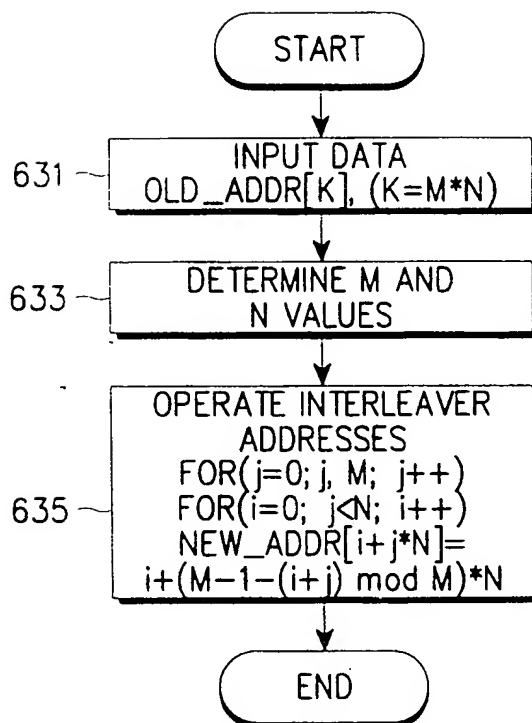 START
631
INPUT DATA
OLD_ADDR[K], (K=M*N)
633
DETERMINE M AND
N VALUES
635
OPERATE INTERLEAVER
ADDRESSES
FOR(j=0; j, M; j++)
FOR(i=0; j<N; i++)
NEW_ADDR[i+j*N]=
i+(M-1-(i+j) mod M)*N
END